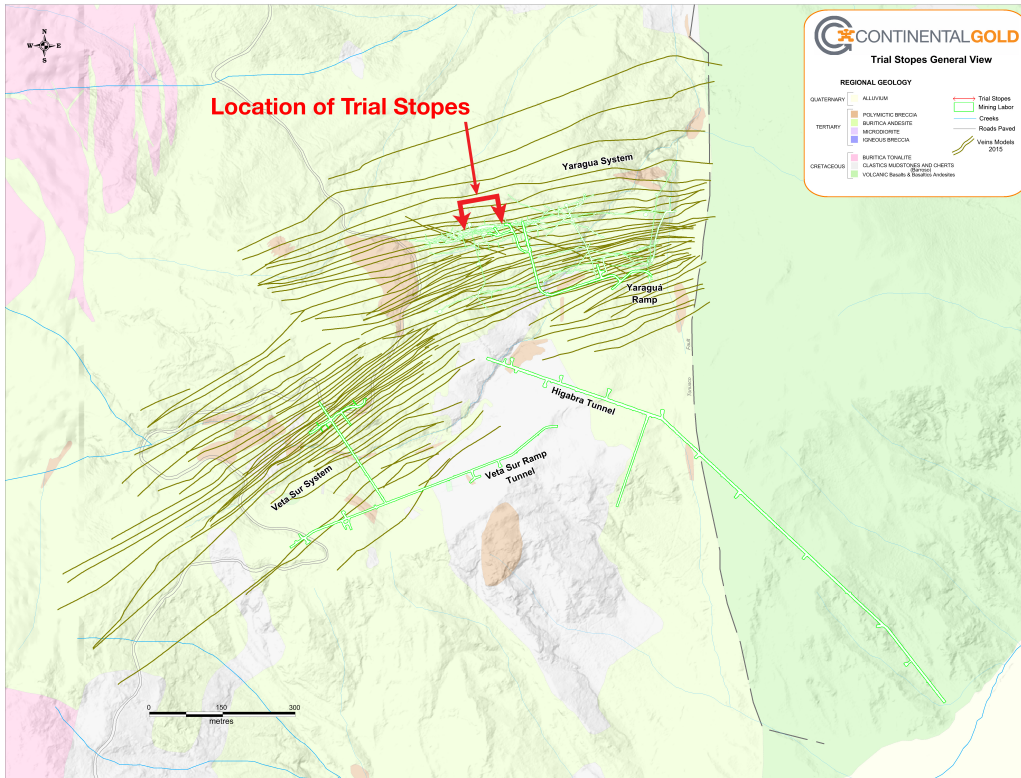 N
W E
S
CONTINENTALGOLD
Trial Stopes General View
REGIONAL GEOLOGY
QUATERNARY
ALLUVIUM
TERTIARY
POLYMICTIC BRECCIA
BURITICA ANDESITE
MICRODIORITE
IGNEOUS BRECCIA
CRETACEOUS
BURITICA TONALITE
CLASTICS MUDSTONES AND CHERTS
(Barroso)
VOLCANIC Basalts & Basaltics Andesites
Trial Stopes
Mining Labor
Creeks
Roads Paved
Veins Models
2015
Location of Trial Stopes
Yaragua System
Yaraguá
Ramp
Fault
Tonusco
Higabra Tunnel
Veta Sur Ramp
Tunnel
Veta Sur System
0 150 300
metres